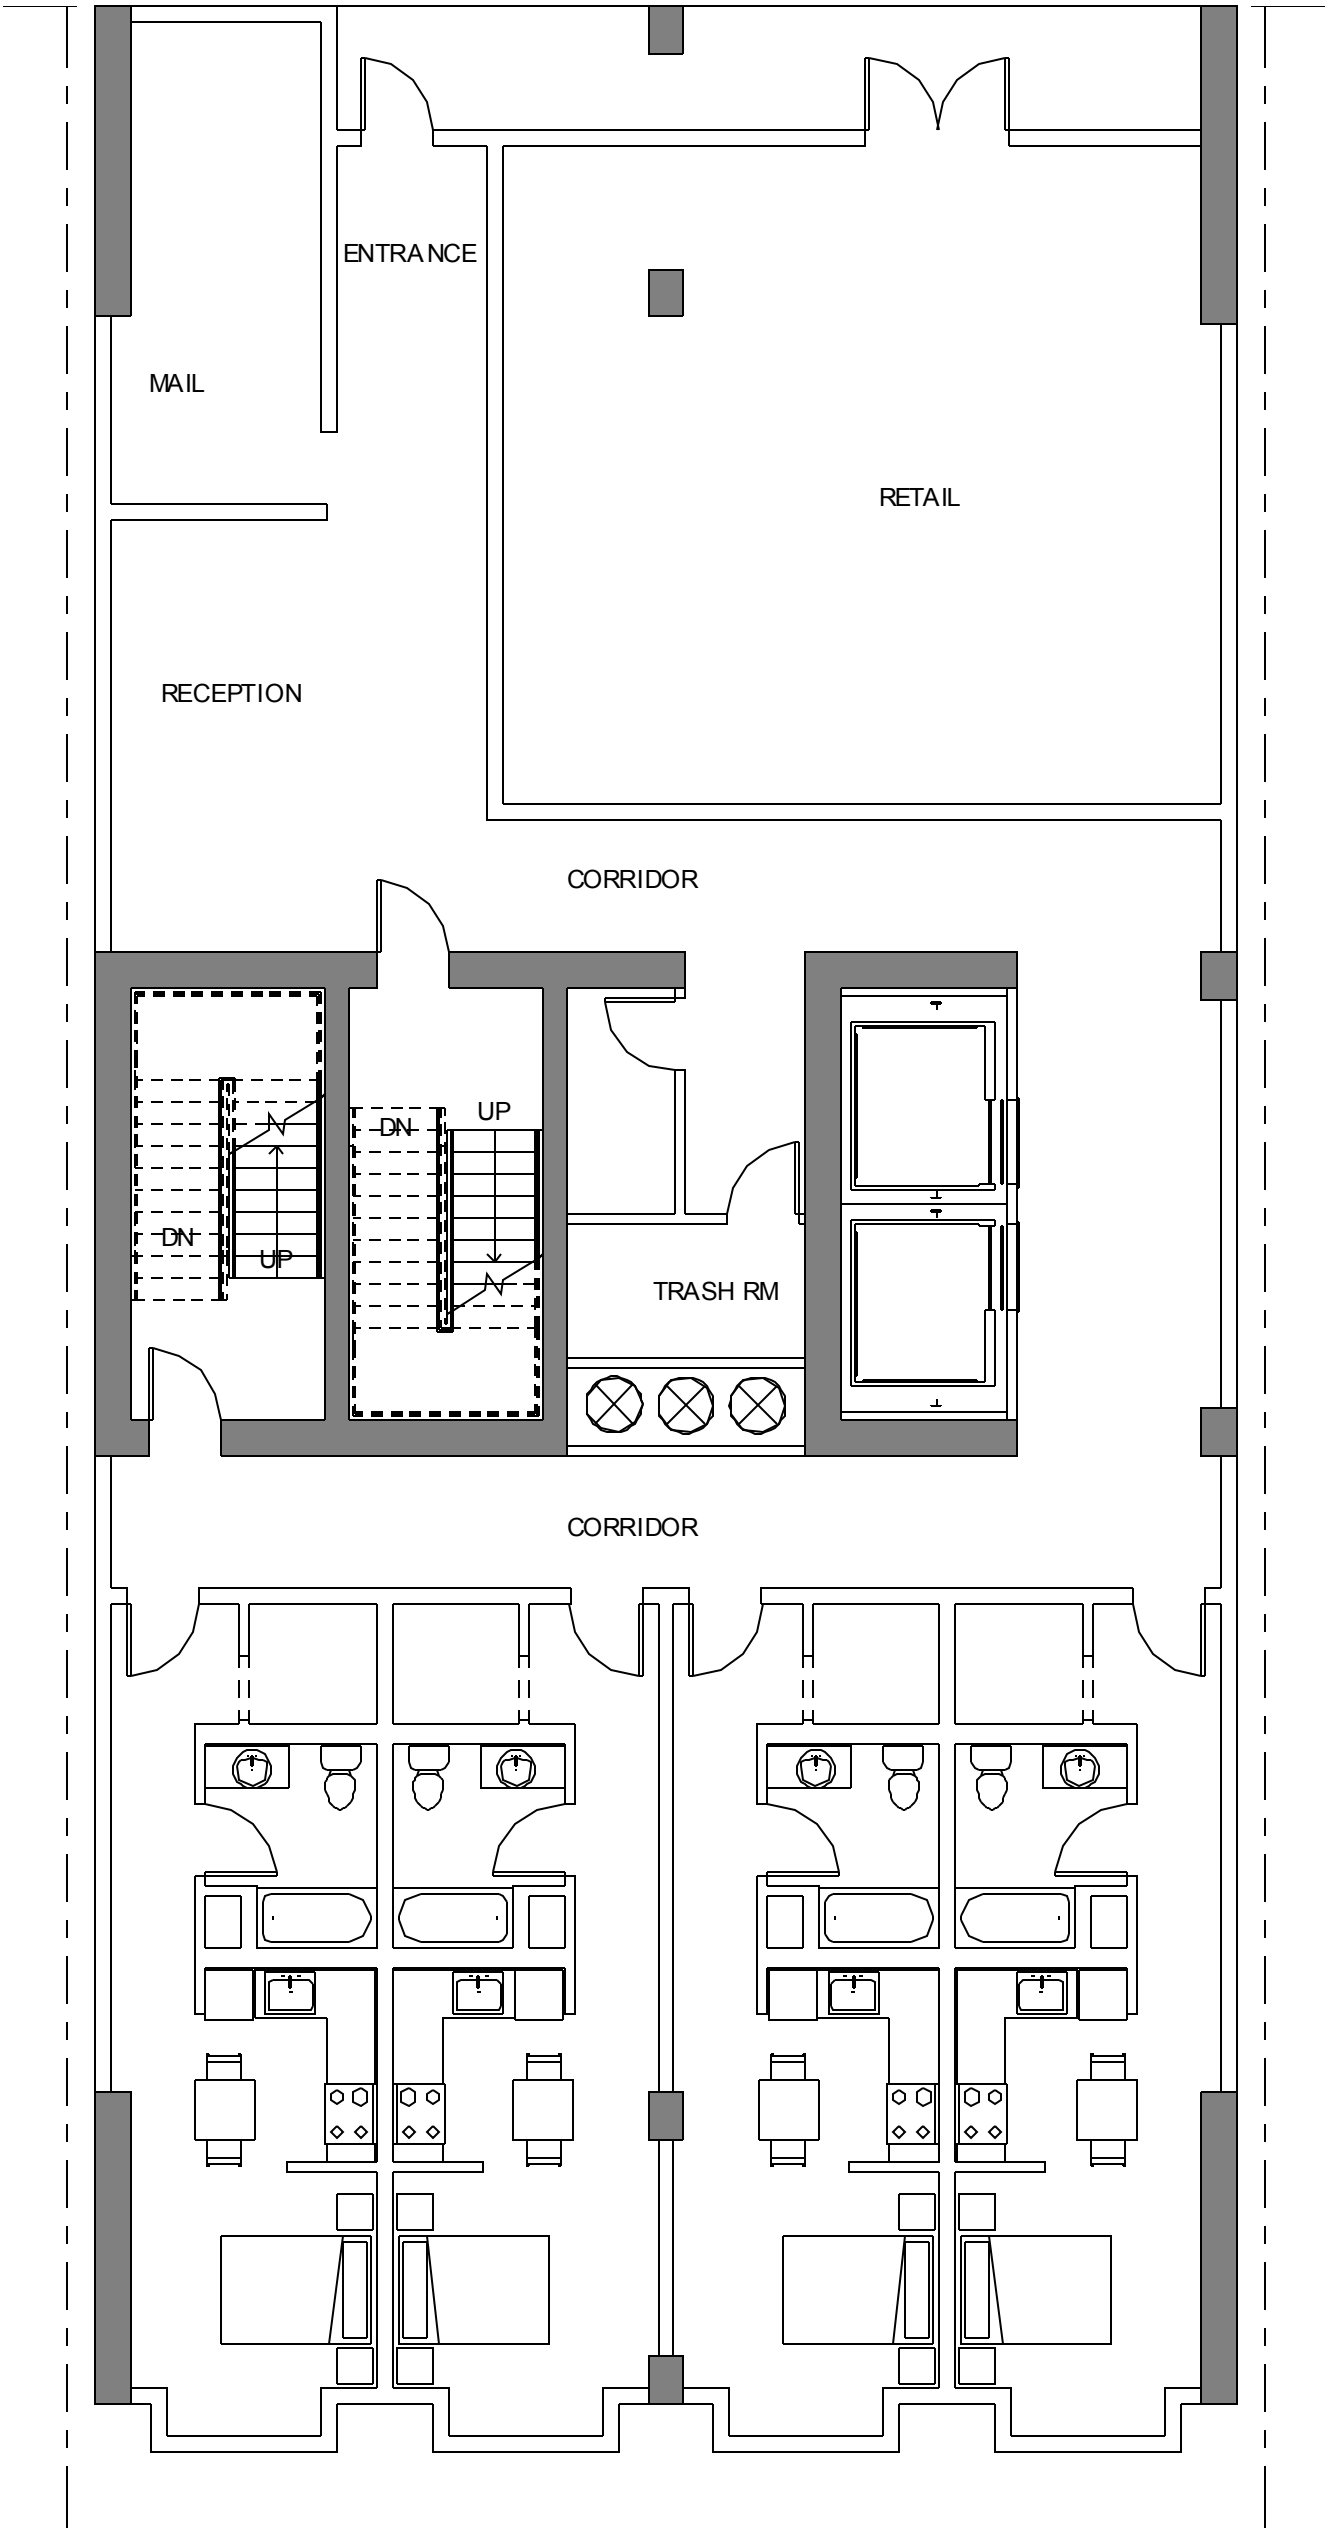 ENTRANCE
MAIL
RETAIL
RECEPTION
CORRIDOR
DN
UP
DN
UP
TRASH RM
CORRIDOR